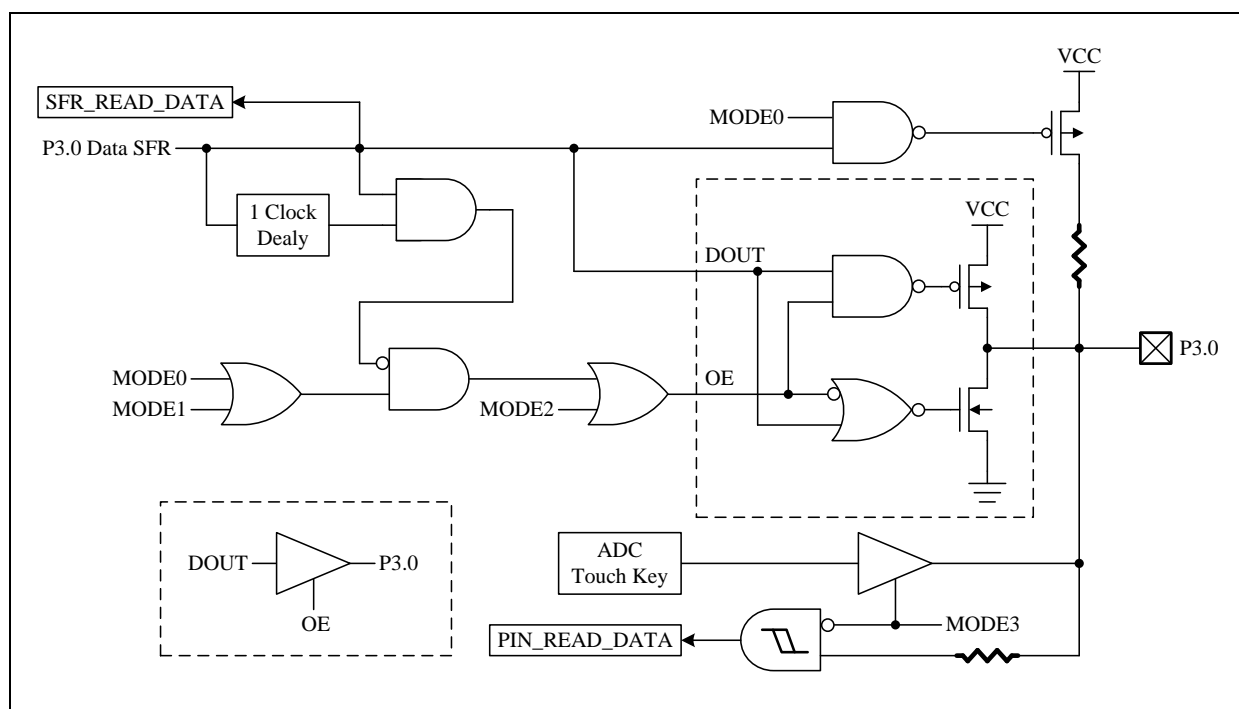 VCC
SFR_READ_DATA
MODE0
P3.0 Data SFR
1 Clock
Dealy
VCC
DOUT
P3.0
MODE0
MODE1
MODE2
OE
DOUT
P3.0
OE
ADC
Touch Key
PIN_READ_DATA
MODE3